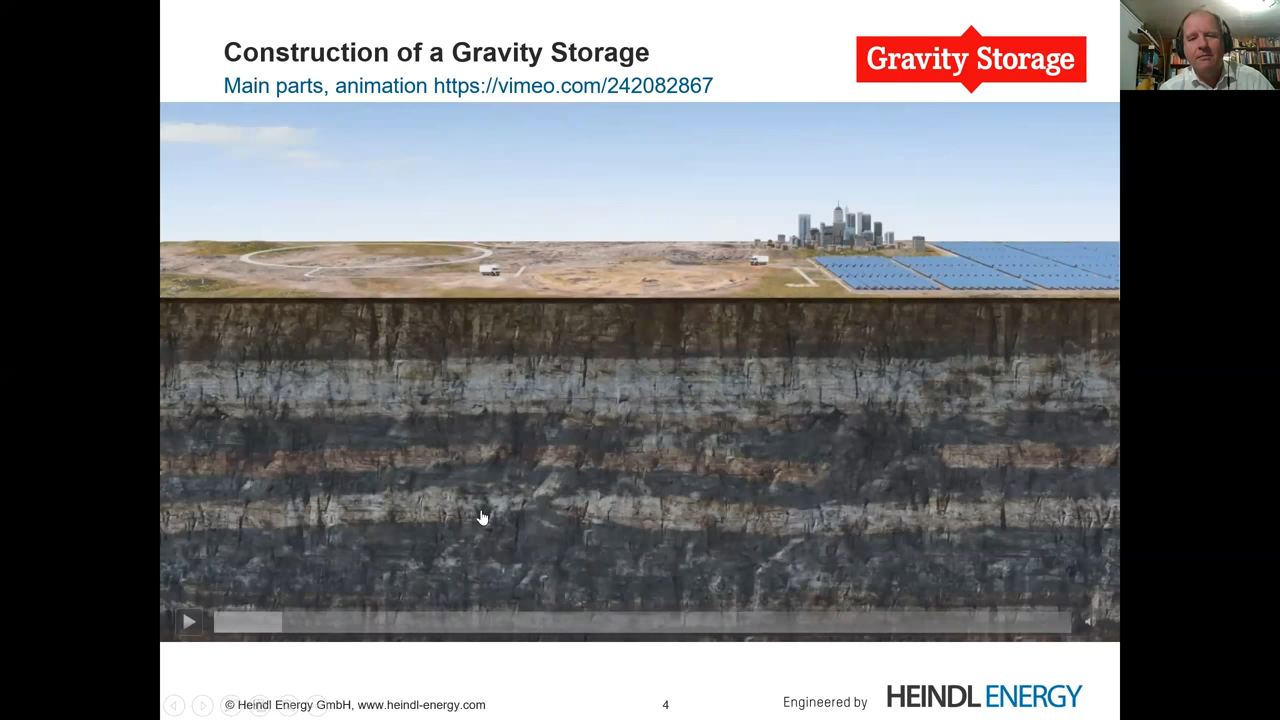 Construction of a Gravity Storage
Main parts, animation https://vimeo.com/242082867
Gravity Storage
© Heindl Energy GmbH, www.heindl-energy.com
4
Engineered by
HEINDL ENERGY